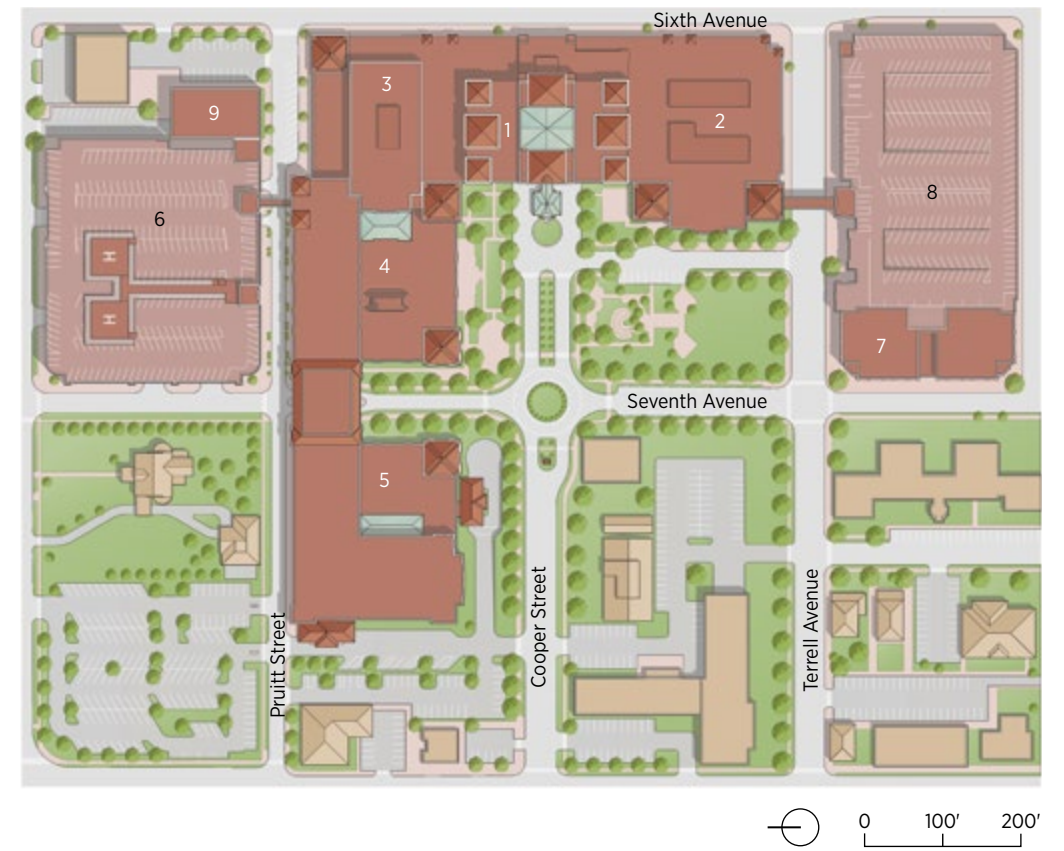 Sixth Avenue
3
9
1
2
6
8
4
H
H
7
Seventh Avenue
5
Cooper Street
Terrell Avenue
Pruitt Street
0 100' 200'